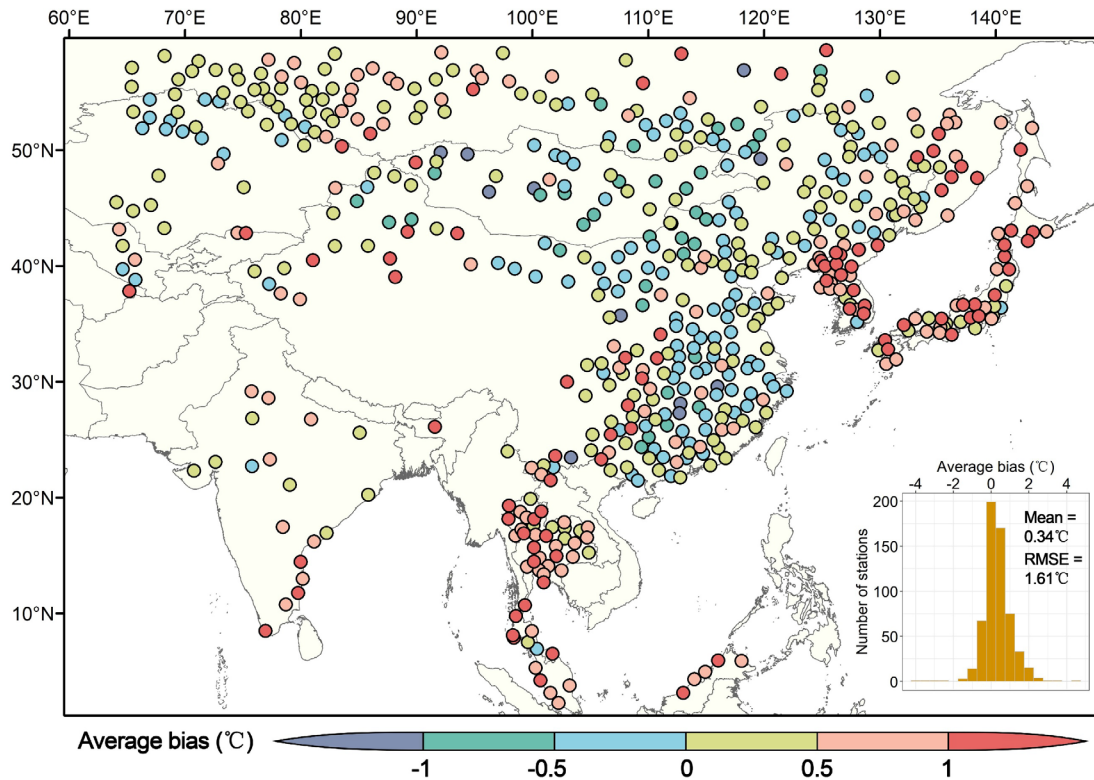 60°E 70°E 80°E 90°E 100°E 110°E 120°E 130°E 140°E
50°N
40°N
30°N
20°N
10°N
Average bias (℃)
-4 -2 0 2 4
200
150
100
50
0
Number of stations
Mean =
0.34℃
RMSE =
1.61℃
Average bias (℃)
-1 -0.5 0 0.5 1